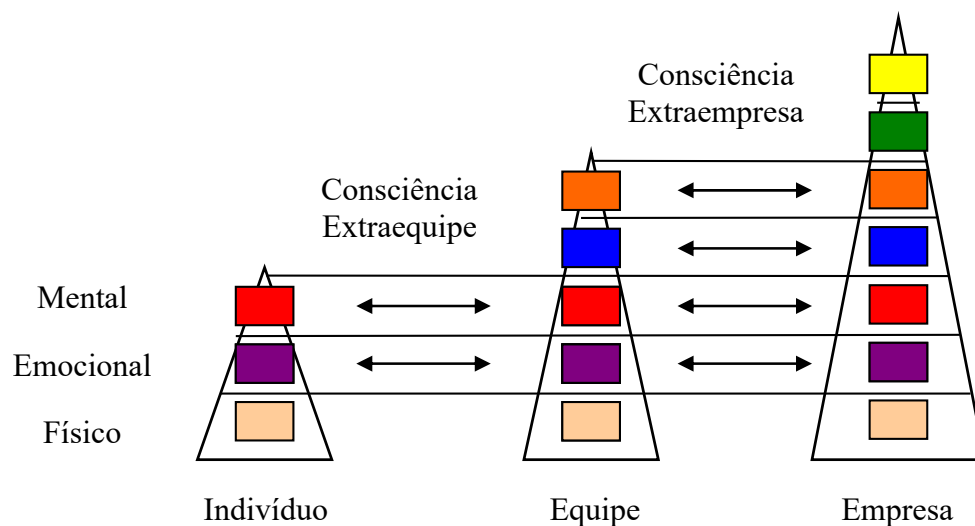 Consciência
Extraempresa
Consciência
Extraequipe
Mental
Emocional
Físico
Indivíduo
Equipe
Empresa